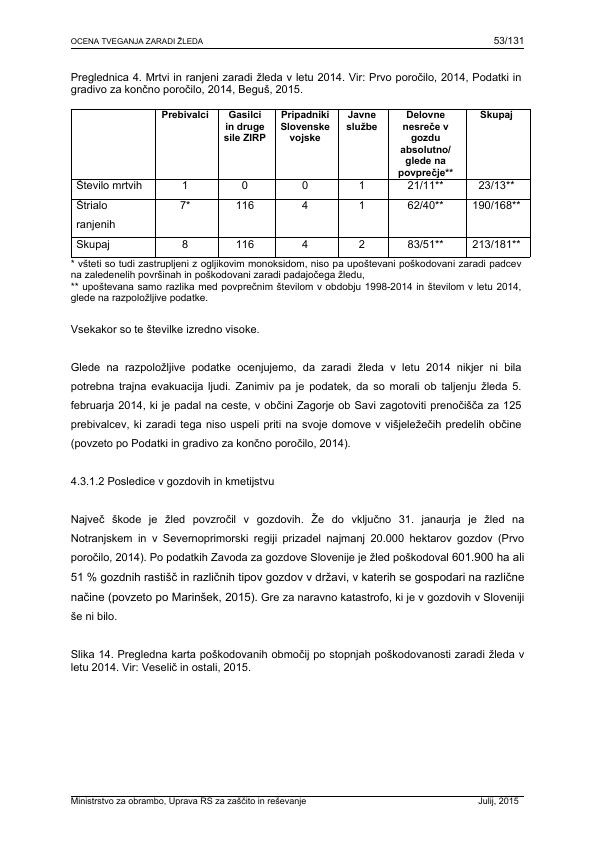 OCENA TVEGANJA ZARADI ŽLEDA 53/131
Preglednica 4. Mrtvi in ranjeni zaradi žleda v letu 2014. Vir: Prvo poročilo, 2014, Podatki in
gradivo za končno poročilo, 2014, Beguš, 2015.
Prebivalci Gasilci in druge sile ZIRP Pripadniki Slovenske vojske Javne službe Delovne nesreče v gozdu absolutno/ glede na povprečje** Skupaj
Število mrtvih 1 0 0 1 21/11** 23/13**
Štrialo ranjenih 7* 116 4 1 62/40** 190/168**
Skupaj 8 116 4 2 83/51** 213/181**
* všteti so tudi zastrupljeni z ogljikovim monoksidom, niso pa upoštevani poškodovani zaradi padcev
na zaledenelih površinah in poškodovani zaradi padajočega žledu,
** upoštevana samo razlika med povprečnim številom v obdobju 1998-2014 in številom v letu 2014,
glede na razpoložljive podatke.
Vsekakor so te številke izredno visoke.
Glede na razpoložljive podatke ocenjujemo, da zaradi žleda v letu 2014 nikjer ni bila
potrebna trajna evakuacija ljudi. Zanimiv pa je podatek, da so morali ob taljenju žleda 5.
februarja 2014, ki je padal na ceste, v občini Zagorje ob Savi zagotoviti prenočišča za 125
prebivalcev, ki zaradi tega niso uspeli priti na svoje domove v višjeležečih predelih občine
(povzeto po Podatki in gradivo za končno poročilo, 2014).
4.3.1.2 Posledice v gozdovih in kmetijstvu
Največ škode je žled povzročil v gozdovih. Že do vključno 31. janaurja je žled na
Notranjskem in v Severnoprimorski regiji prizadel najmanj 20.000 hektarov gozdov (Prvo
poročilo, 2014). Po podatkih Zavoda za gozdove Slovenije je žled poškodoval 601.900 ha ali
51 % gozdnih rastišč in različnih tipov gozdov v državi, v katerih se gospodari na različne
načine (povzeto po Marinšek, 2015). Gre za naravno katastrofo, ki je v gozdovih v Sloveniji
še ni bilo.
Slika 14. Pregledna karta poškodovanih območij po stopnjah poškodovanosti zaradi žleda v
letu 2014. Vir: Veselič in ostali, 2015.
Ministrstvo za obrambo, Uprava RS za zaščito in reševanje Julij, 2015